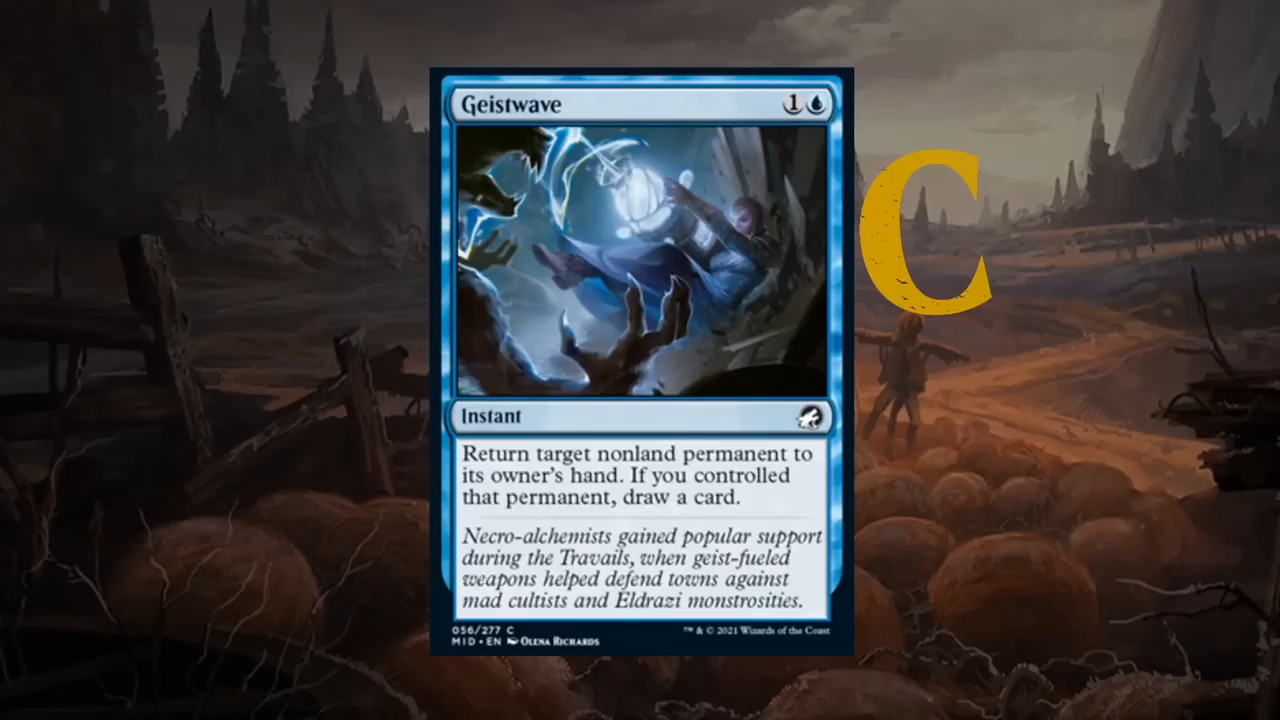 Geistwave 1
C
Instant
Return target nonland permanent to
its owner's hand. If you controlled
that permanent, draw a card.
Necro-alchemists gained popular support
during the Travails, when geist-fueled
weapons helped defend towns against
mad cultists and Eldrazi monstrosities.
056/277 C ™ & © 2021 Wizards of the Coast
MID • EN OLENA RICHARDS